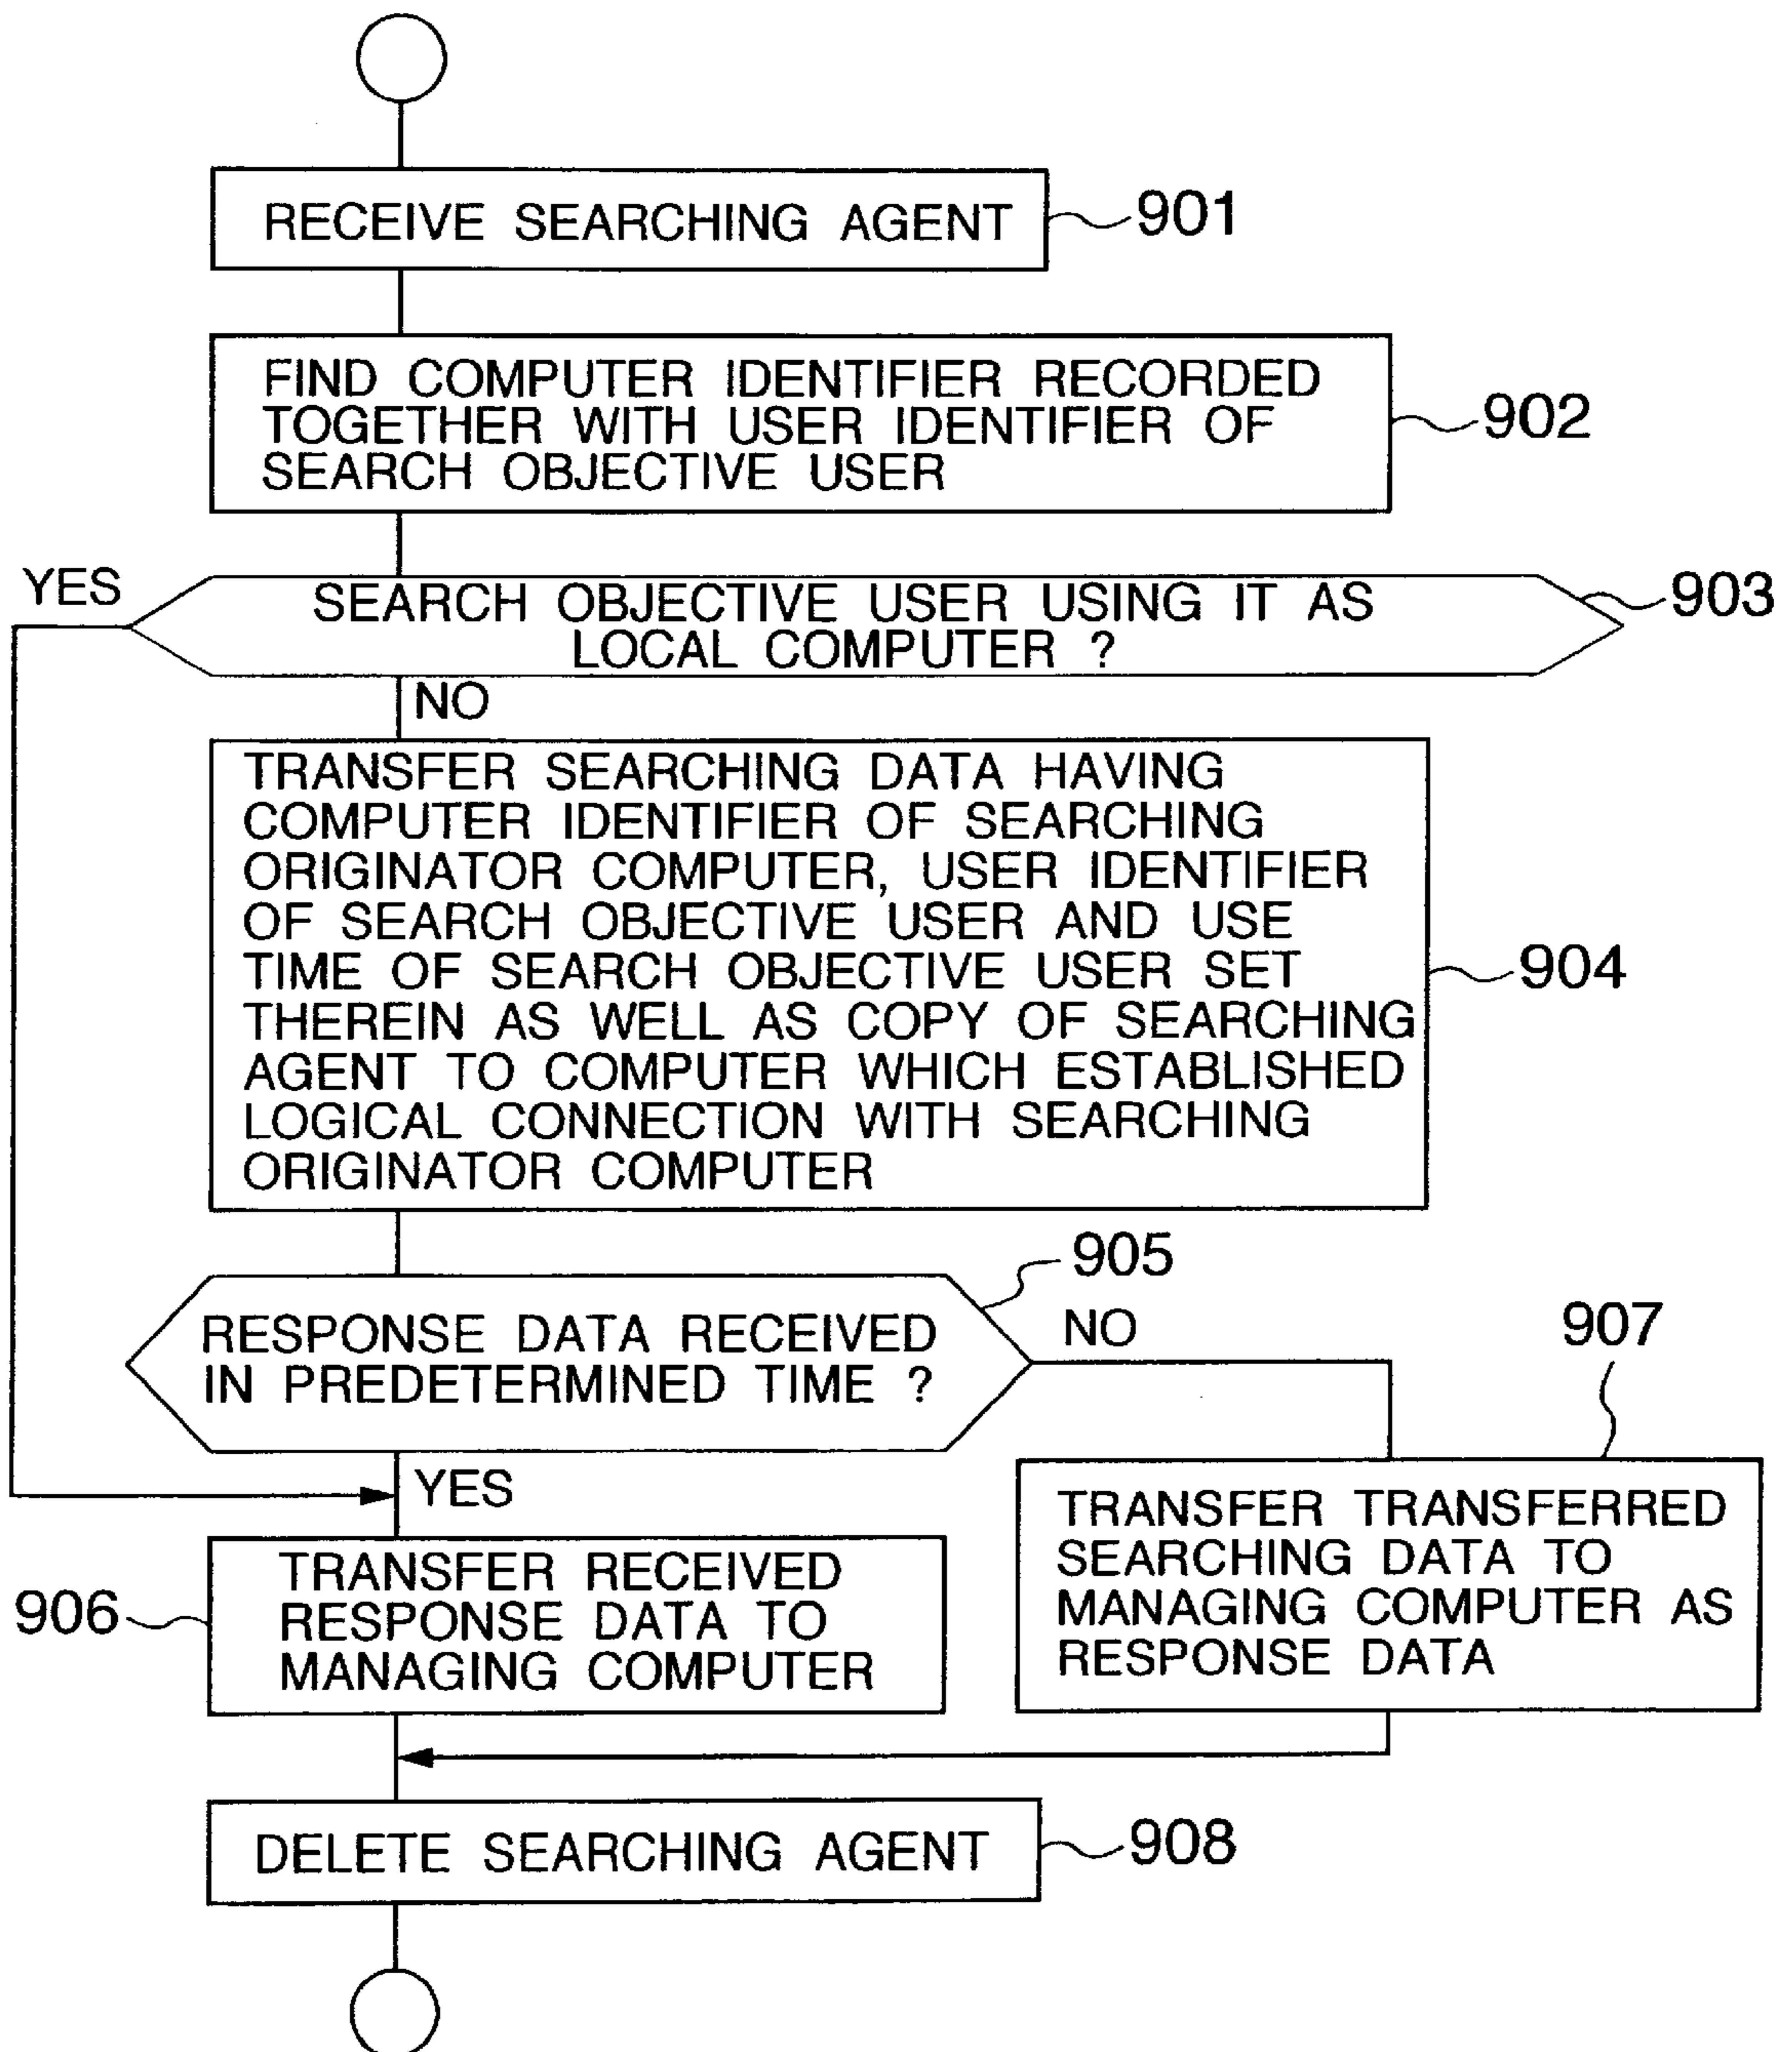 RECEIVE SEARCHING AGENT
901
FIND COMPUTER IDENTIFIER RECORDED
TOGETHER WITH USER IDENTIFIER OF
SEARCH OBJECTIVE USER
902
YES
SEARCH OBJECTIVE USER USING IT AS
LOCAL COMPUTER ?
903
NO
TRANSFER SEARCHING DATA HAVING
COMPUTER IDENTIFIER OF SEARCHING
ORIGINATOR COMPUTER, USER IDENTIFIER
OF SEARCH OBJECTIVE USER AND USE
TIME OF SEARCH OBJECTIVE USER SET
THEREIN AS WELL AS COPY OF SEARCHING
AGENT TO COMPUTER WHICH ESTABLISHED
LOGICAL CONNECTION WITH SEARCHING
ORIGINATOR COMPUTER
904
905
RESPONSE DATA RECEIVED
IN PREDETERMINED TIME ?
NO
907
YES
TRANSFER RECEIVED
RESPONSE DATA TO
MANAGING COMPUTER
906
TRANSFER TRANSFERRED
SEARCHING DATA TO
MANAGING COMPUTER AS
RESPONSE DATA
DELETE SEARCHING AGENT
908